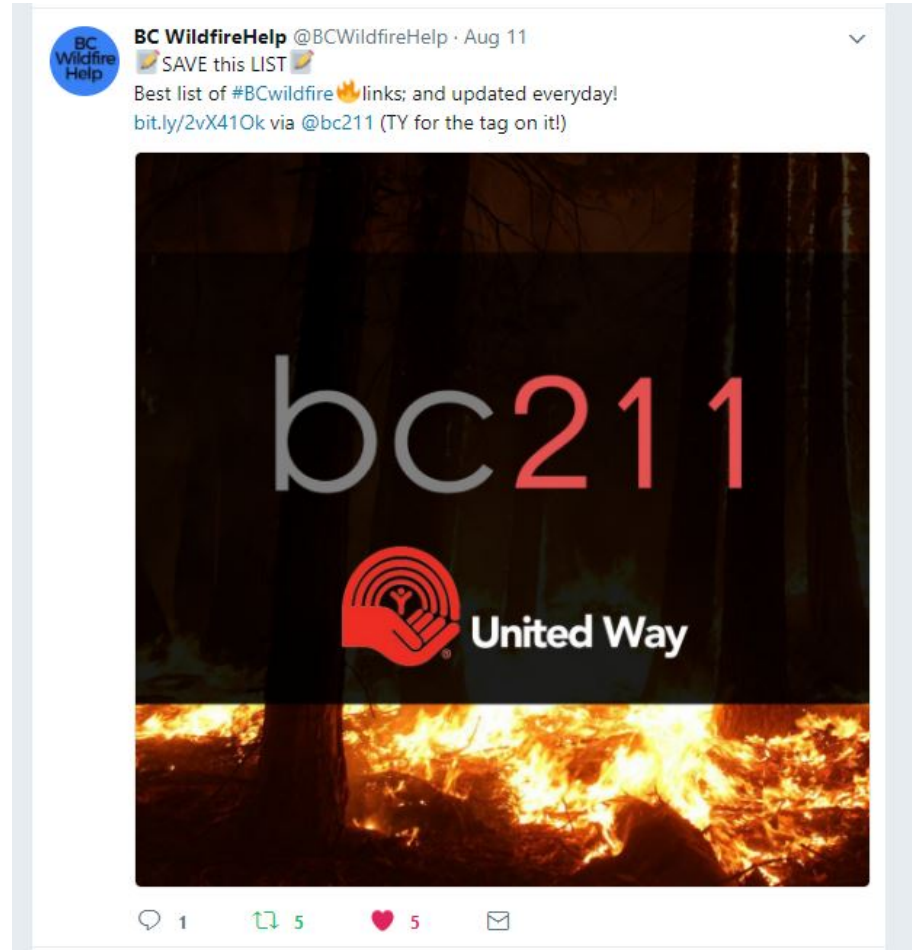 BC
Wildfire
Help
BC WildfireHelp @BCWildfireHelp · Aug 11
📝SAVE this LIST📝
Best list of #BCwildfire🔥links; and updated everyday!
bit.ly/2vX41Ok via @bc211 (TY for the tag on it!)
bc211
United Way
®
1 5 5